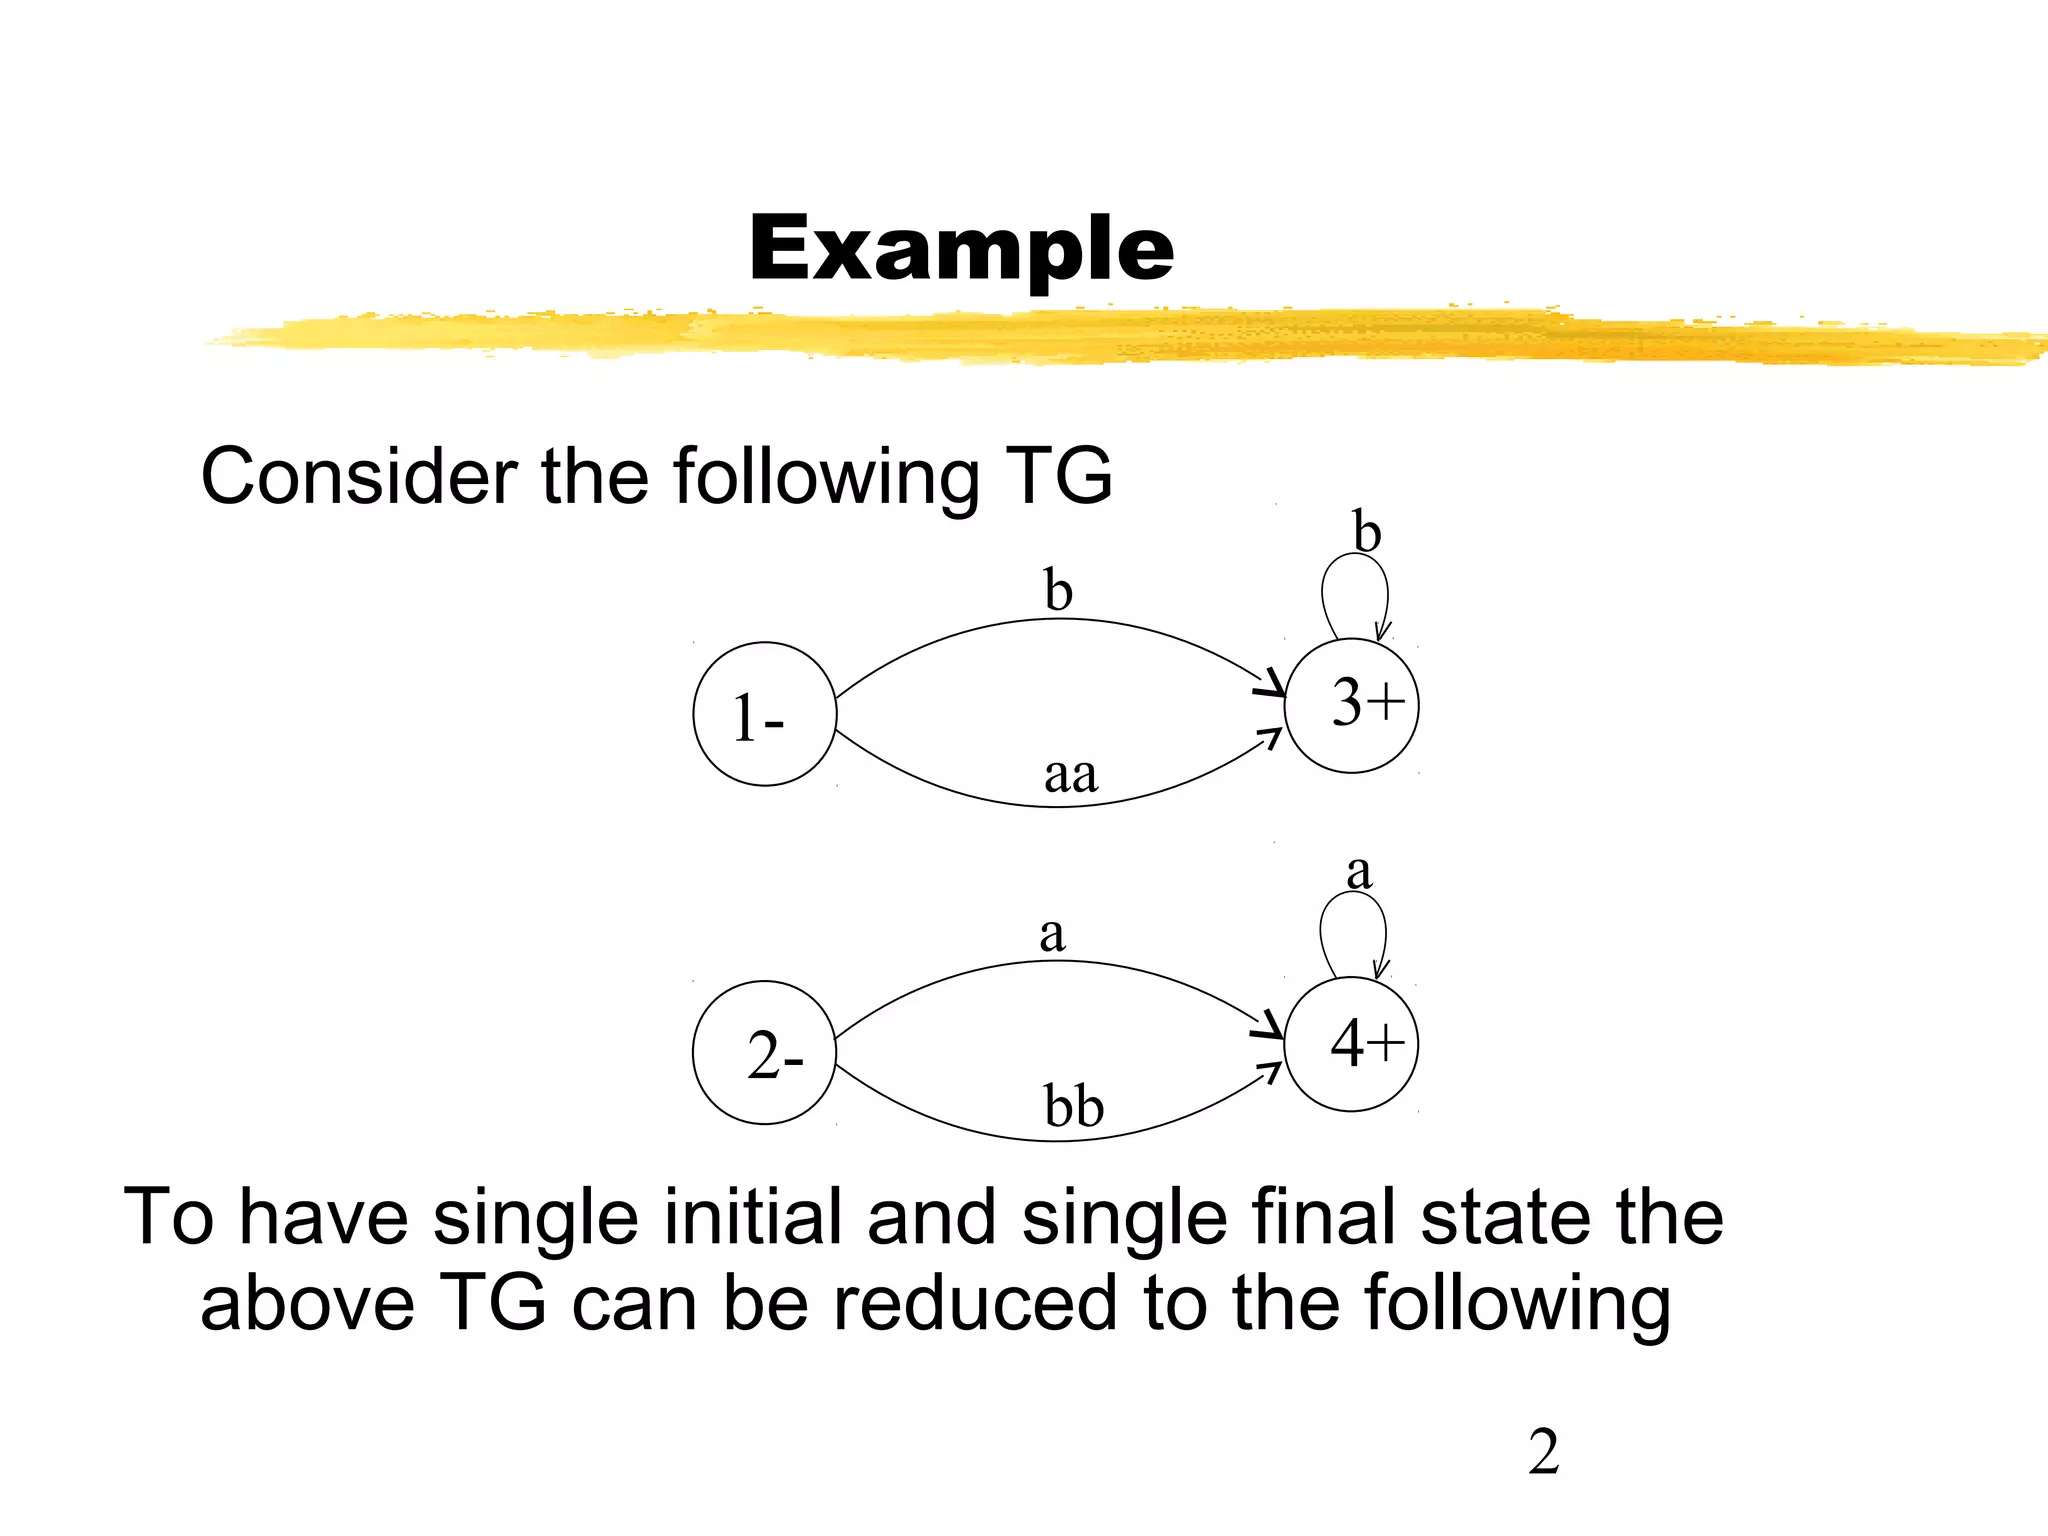 Example
Consider the following TG
b
b
1-
3+
aa
a
a
2-
4+
bb
To have single initial and single final state the
above TG can be reduced to the following
2